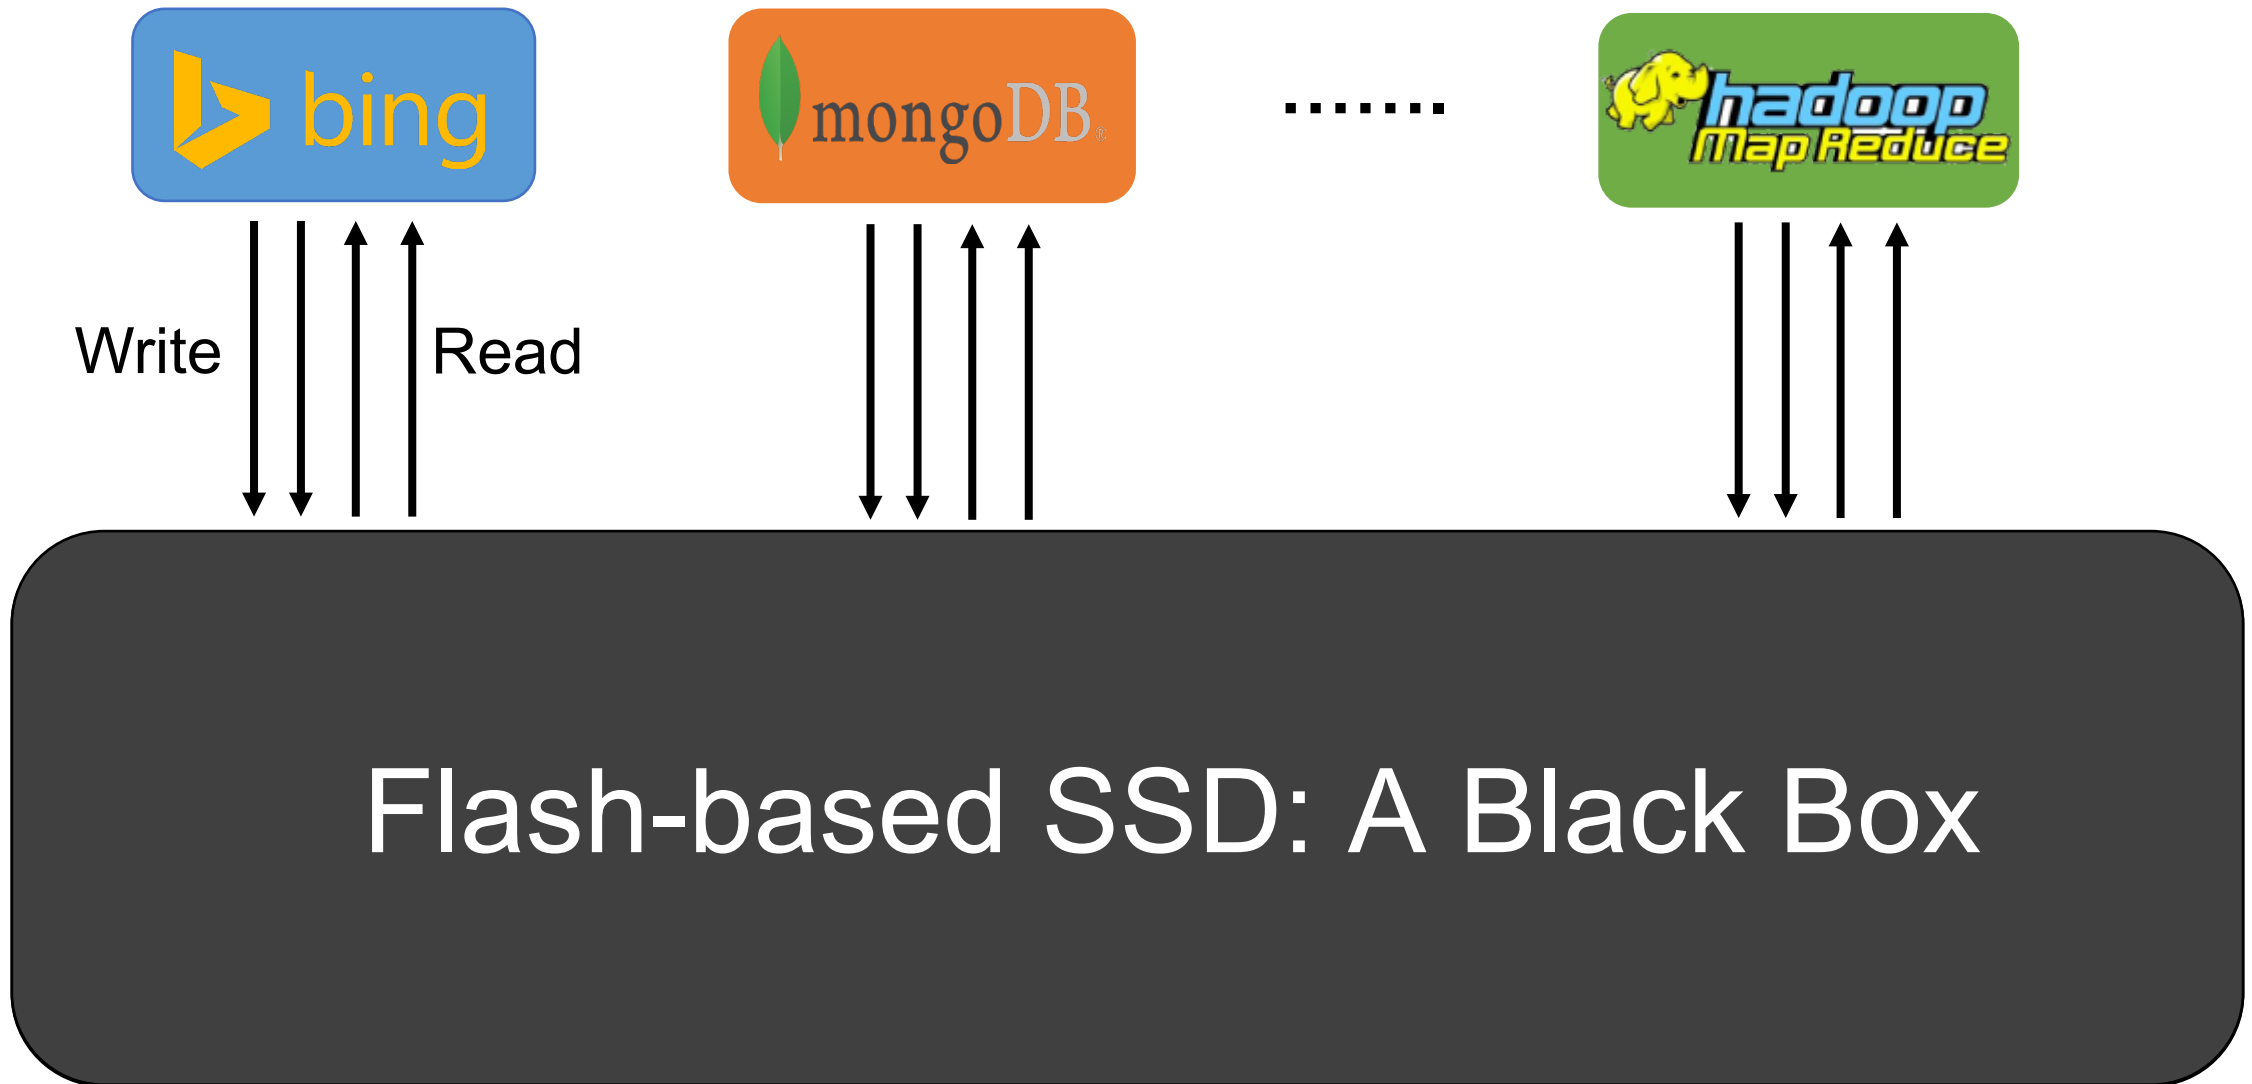 bing
mongoDB
.......
hadoop
Map Reduce
Write
Read
Flash-based SSD: A Black Box